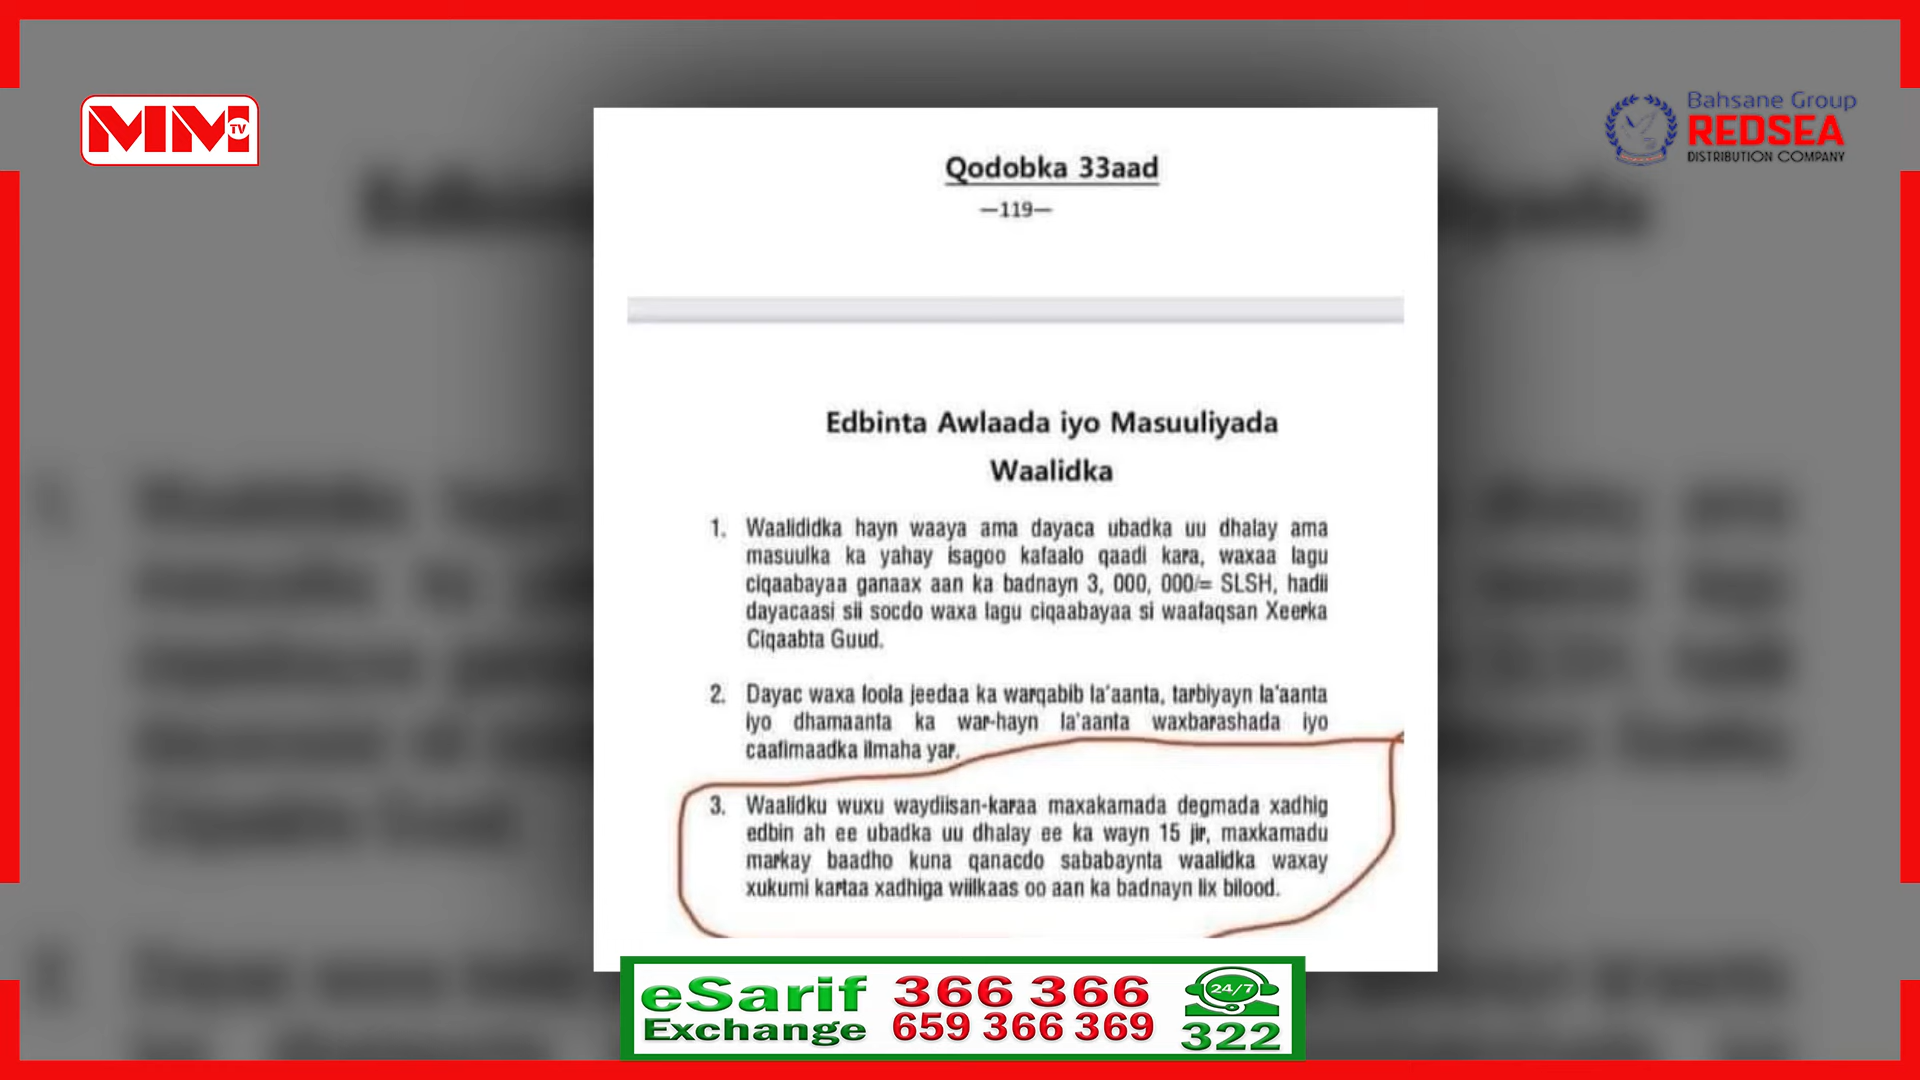 MM TV
Bahsane Group
REDSEA
DISTRIBUTION COMPANY
Qodobka 33aad
—119—
Edbinta Awlaada iyo Masuuliyada
Waalidka
1. Waalididka hayn waaya ama dayaca ubadka uu dhalay ama
masuulka ka yahay isagoo kafaalo qaadi kara, waxaa lagu
ciqaabayaa ganaax aan ka badnayn 3, 000, 000/= SLSH, hadii
dayacaasi sii socdo waxa lagu ciqaabayaa si waafaqsan Xeerka
Ciqaabta Guud.
2. Dayac waxa loola jeedaa ka warqabib la'aanta, tarbiyayn la'aanta
iyo dhamaanta ka war-hayn la'aanta waxbarashada iyo
caafimaadka ilmaha yar.
3. Waalidku wuxu waydiisan-karaa maxakamada degmada xadhig
edbin ah ee ubadka uu dhalay ee ka wayn 15 jir, maxkamadu
markay baadho kuna qanacdo sababaynta waalidka waxay
xukumi kartaa xadhiga wiilkaas oo aan ka badnayn lix bilood.
eSarif 366 366 24/7
Exchange 659 366 369 322